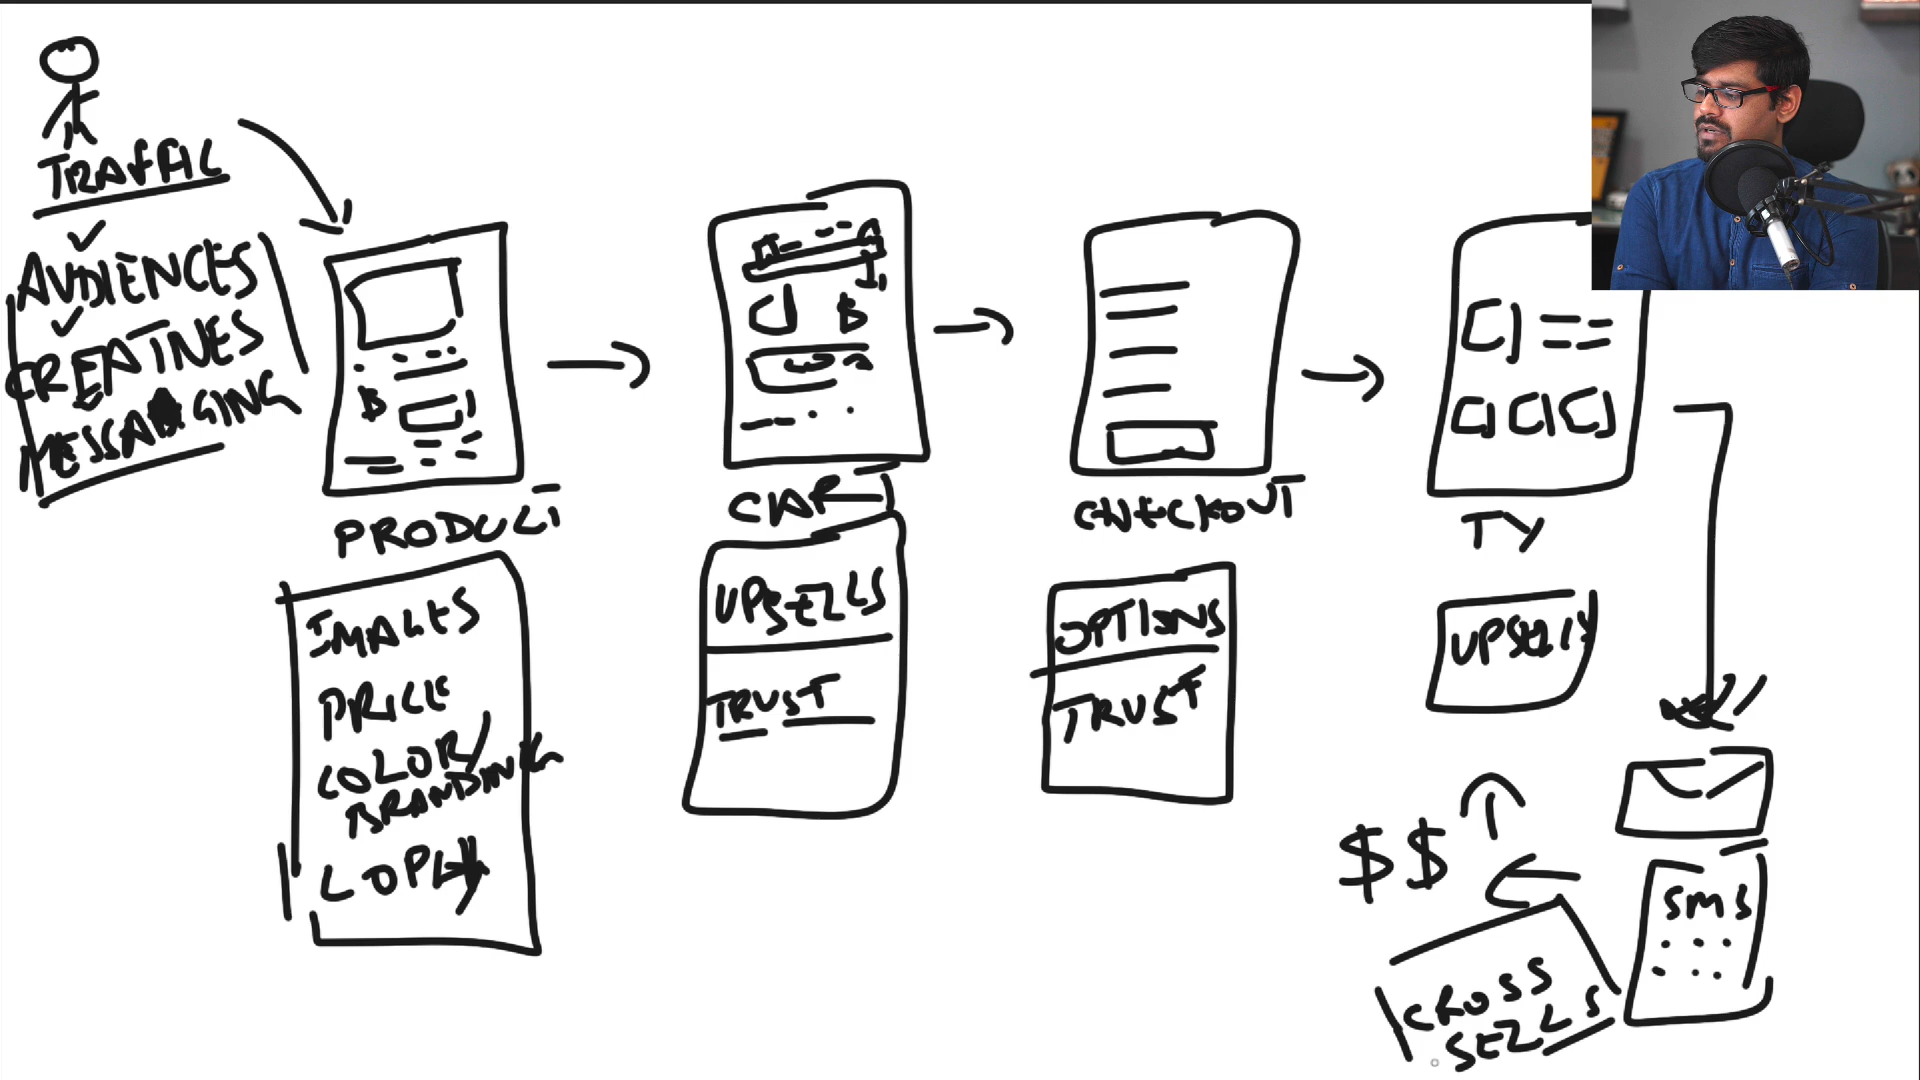 TRAFFIC
AUDIENCES
CREATIVES
MESSAGING
PRODUCT
IMAGES
PRICE
COLOR/
BRANDING
COPY
CART
UPSELLS
TRUST
CHECKOUT
OPTIONS
TRUST
TY
UPSELLS
SMS
$$
CROSS
SELLS